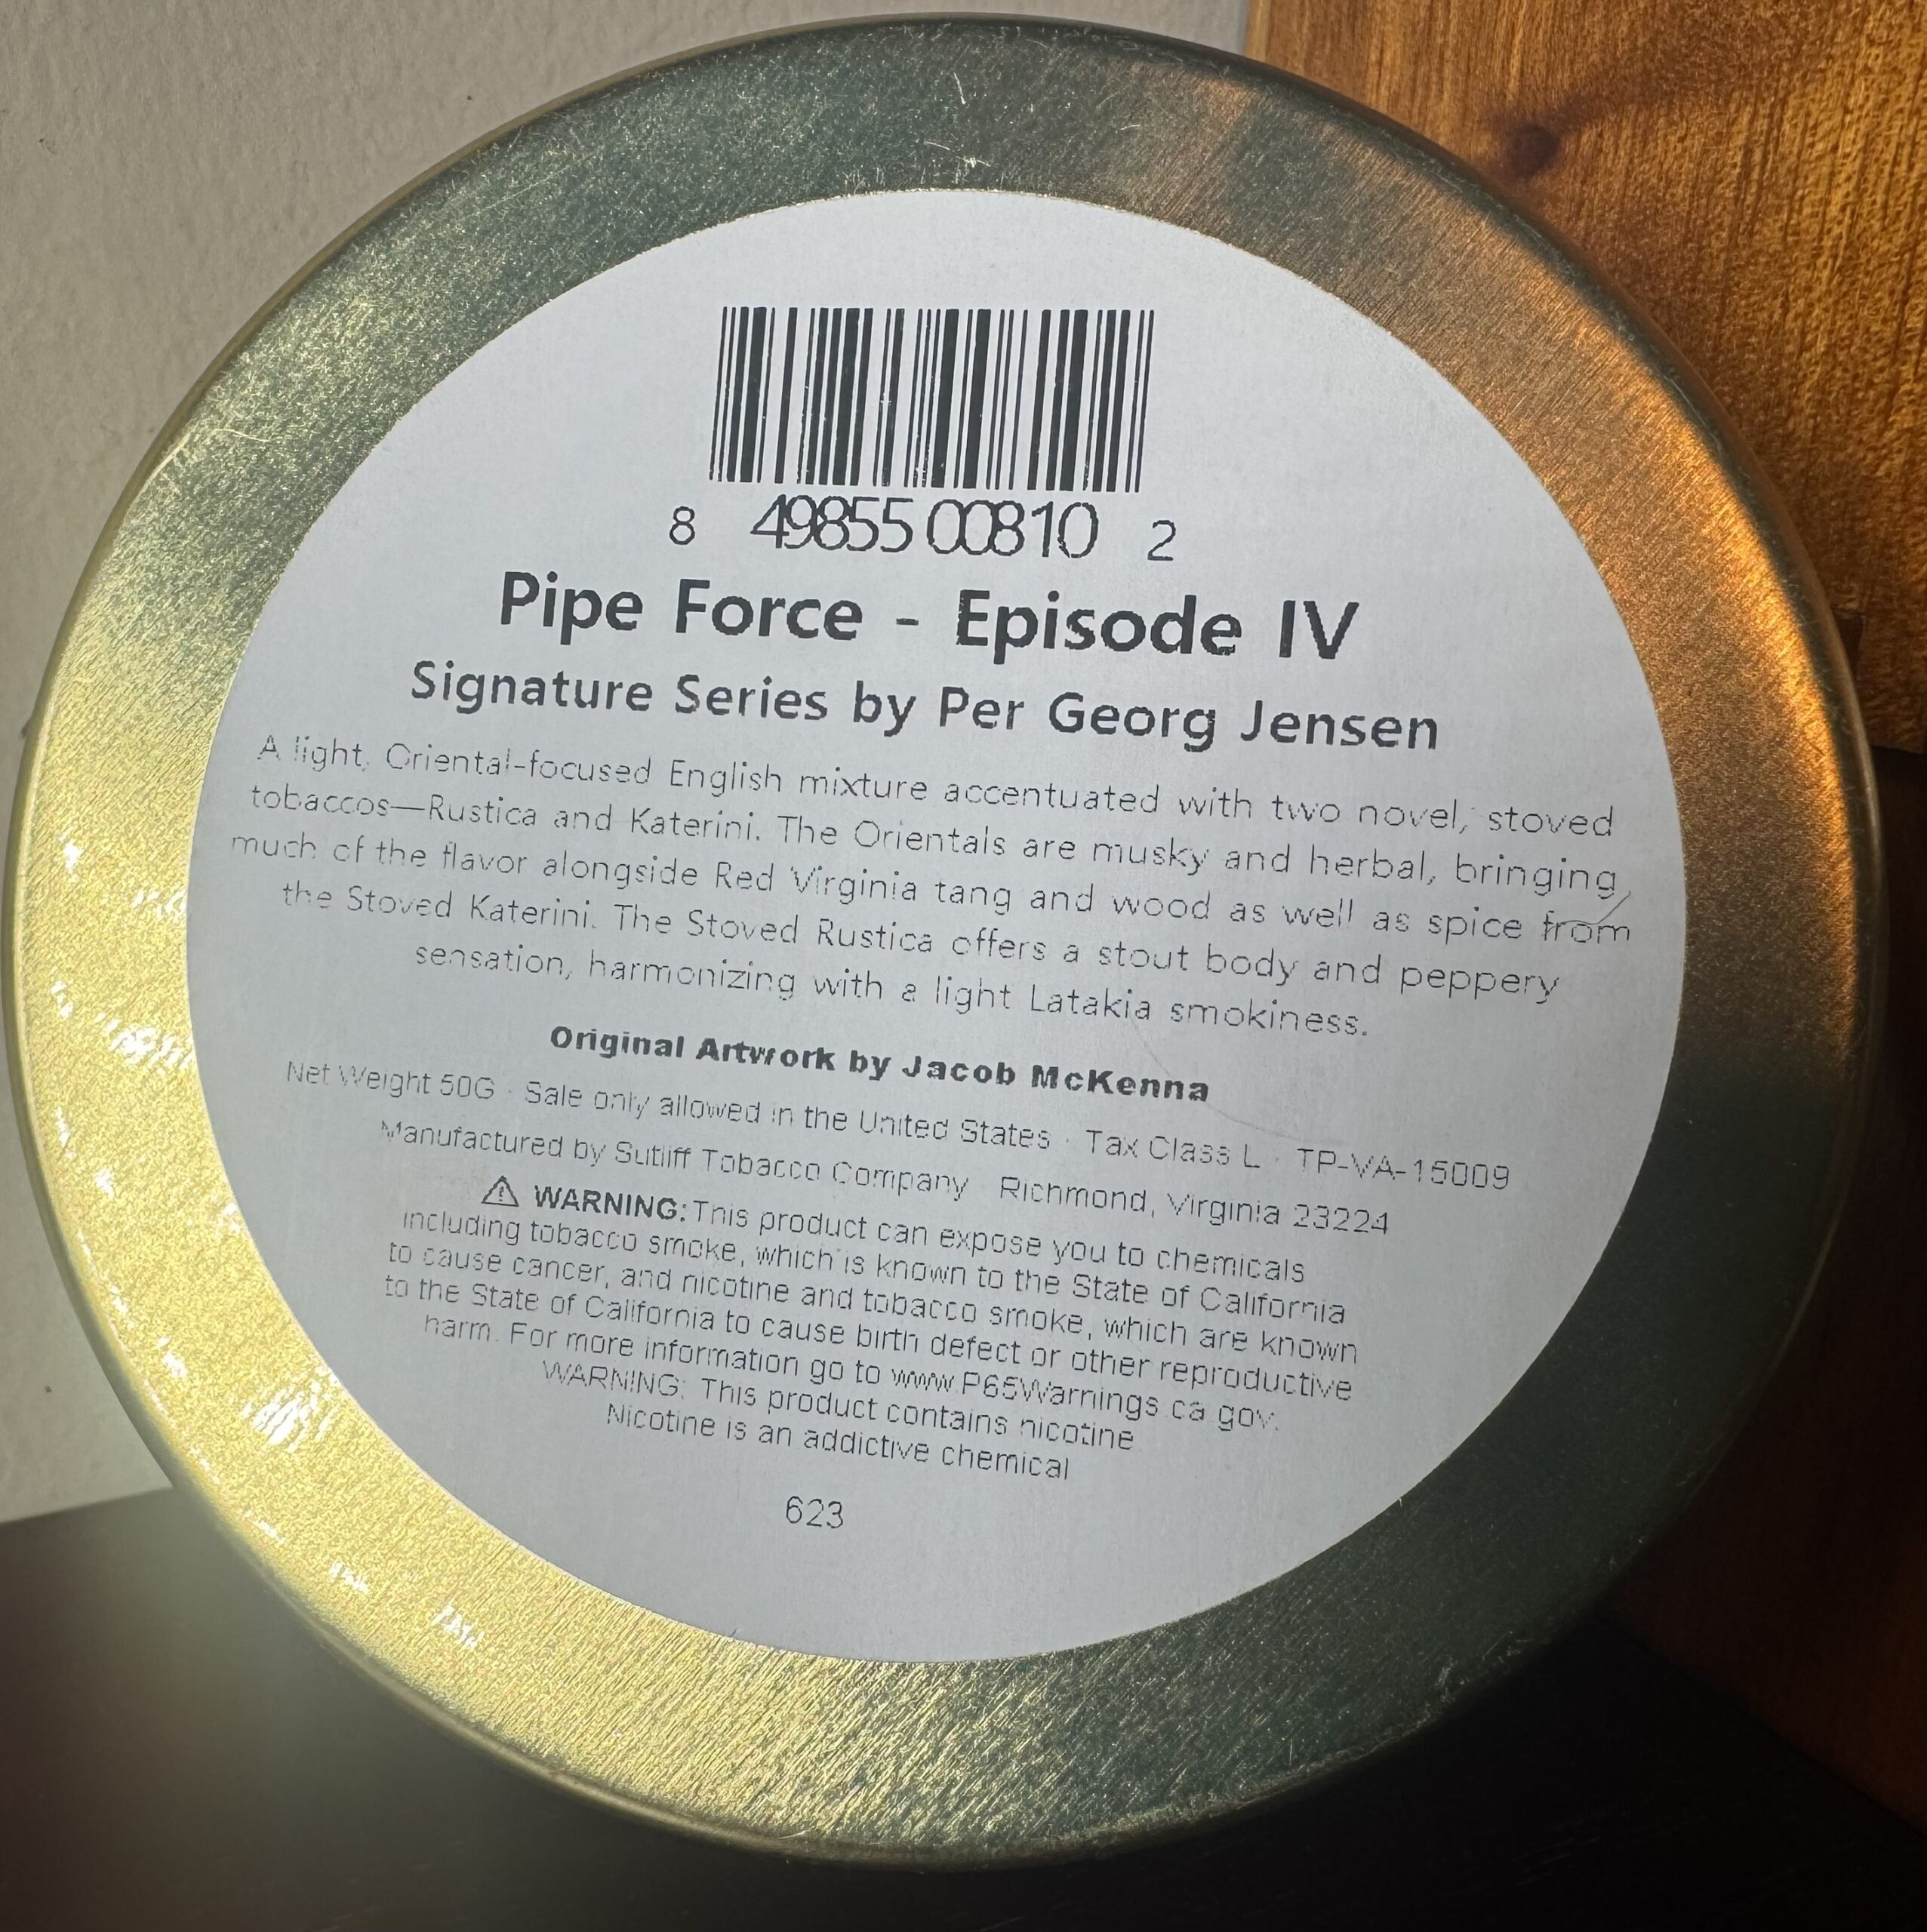 8 49855 00810 2
Pipe Force - Episode IV
Signature Series by Per Georg Jensen
A light, Oriental-focused English mixture accentuated with two novel, stoved
tobaccos—Rustica and Katerini. The Orientals are musky and herbal, bringing
much of the flavor alongside Red Virginia tang and wood as well as spice from
the Stoved Katerini. The Stoved Rustica offers a stout body and peppery
sensation, harmonizing with a light Latakia smokiness.
Original Artwork by Jacob McKenna
Net Weight 50G · Sale only allowed in the United States · Tax Class L · TP-VA-15009
Manufactured by Sutliff Tobacco Company · Richmond, Virginia 23224
⚠ WARNING: This product can expose you to chemicals
including tobacco smoke, which is known to the State of California
to cause cancer, and nicotine and tobacco smoke, which are known
to the State of California to cause birth defect or other reproductive
harm. For more information go to www.P65Warnings.ca.gov.
WARNING: This product contains nicotine
Nicotine is an addictive chemical
623